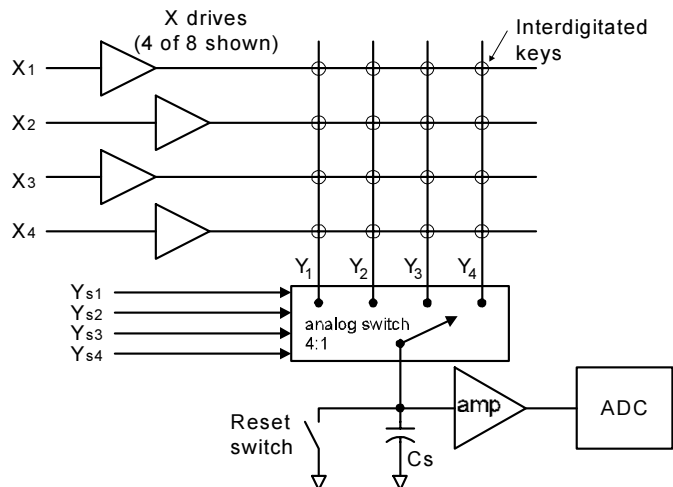 X drives
(4 of 8 shown)
Interdigitated
keys
X1
X2
X3
X4
Y1
Y2
Y3
Y4
Ys1
Ys2
Ys3
Ys4
analog switch
4:1
Reset
switch
Cs
amp
ADC